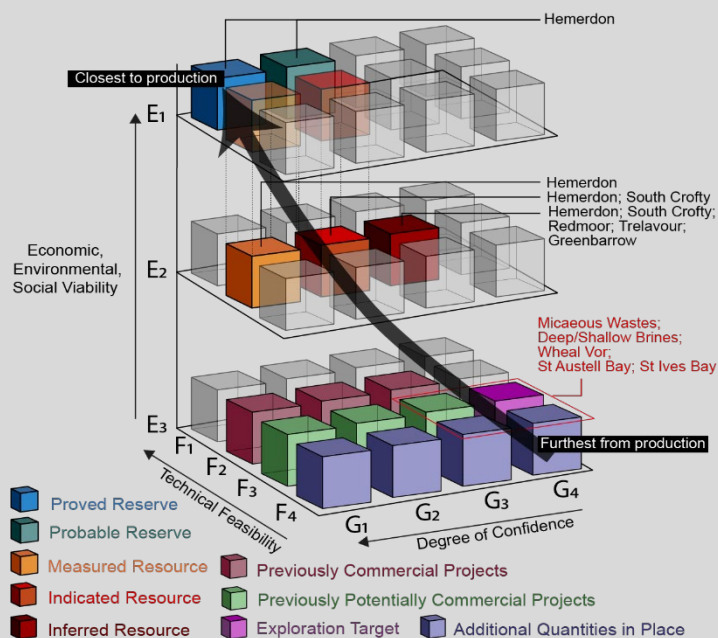 Hemerdon
Closest to production
E1
Hemerdon
Hemerdon; South Crofty
Hemerdon; South Crofty;
Redmoor; Trelavour;
Greenbarrow
Economic,
Environmental,
Social Viability
E2
Micaeous Wastes;
Deep/Shallow Brines;
Wheal Vor;
St Austell Bay; St Ives Bay
E3
F1
F2
F3
F4
Furthest from production
Technical Feasibility
G1
G2
G3
G4
Degree of Confidence
Proved Reserve
Probable Reserve
Measured Resource
Indicated Resource
Inferred Resource
Previously Commercial Projects
Previously Potentially Commercial Projects
Exploration Target
Additional Quantities in Place